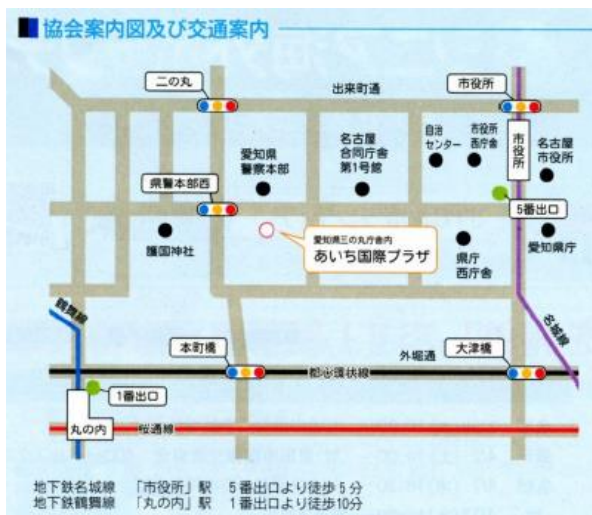 協会案内図及び交通案内
二の丸
出来町通
市役所
愛知県
警察本部
名古屋
合同庁舎
第1号館
自治
センター
市役所
西庁舎
市役所
名古屋
市役所
県警本部西
5番出口
護国神社
愛知県三の丸庁舎内
あいち国際プラザ
県庁
西庁舎
愛知県庁
鶴舞線
名城線
本町橋
外堀通
大津橋
都心環状線
1番出口
丸の内
桜通線
地下鉄名城線 「市役所」駅 5番出口より徒歩5分
地下鉄鶴舞線 「丸の内」駅 1番出口より徒歩10分